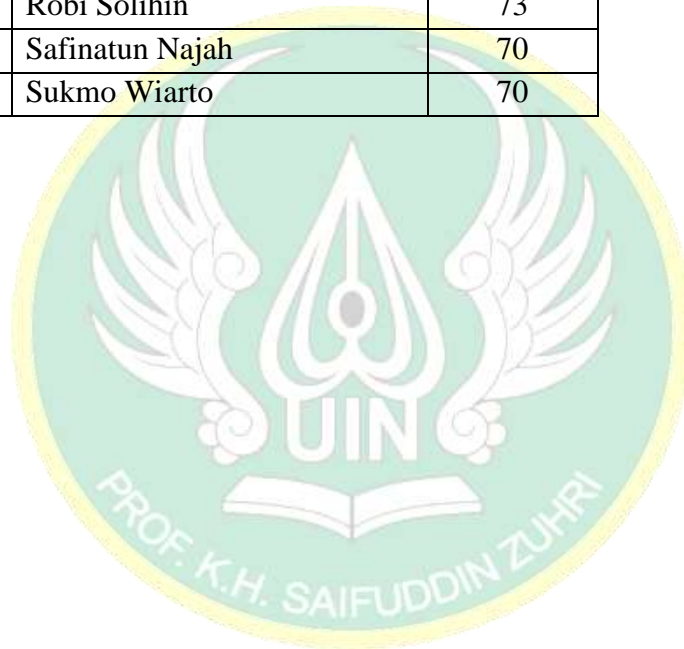 Robi Solihin 73
Safinatun Najah 70
Sukmo Wiarto 70
UIN
PROF. K.H. SAIFUDDIN ZUHRI